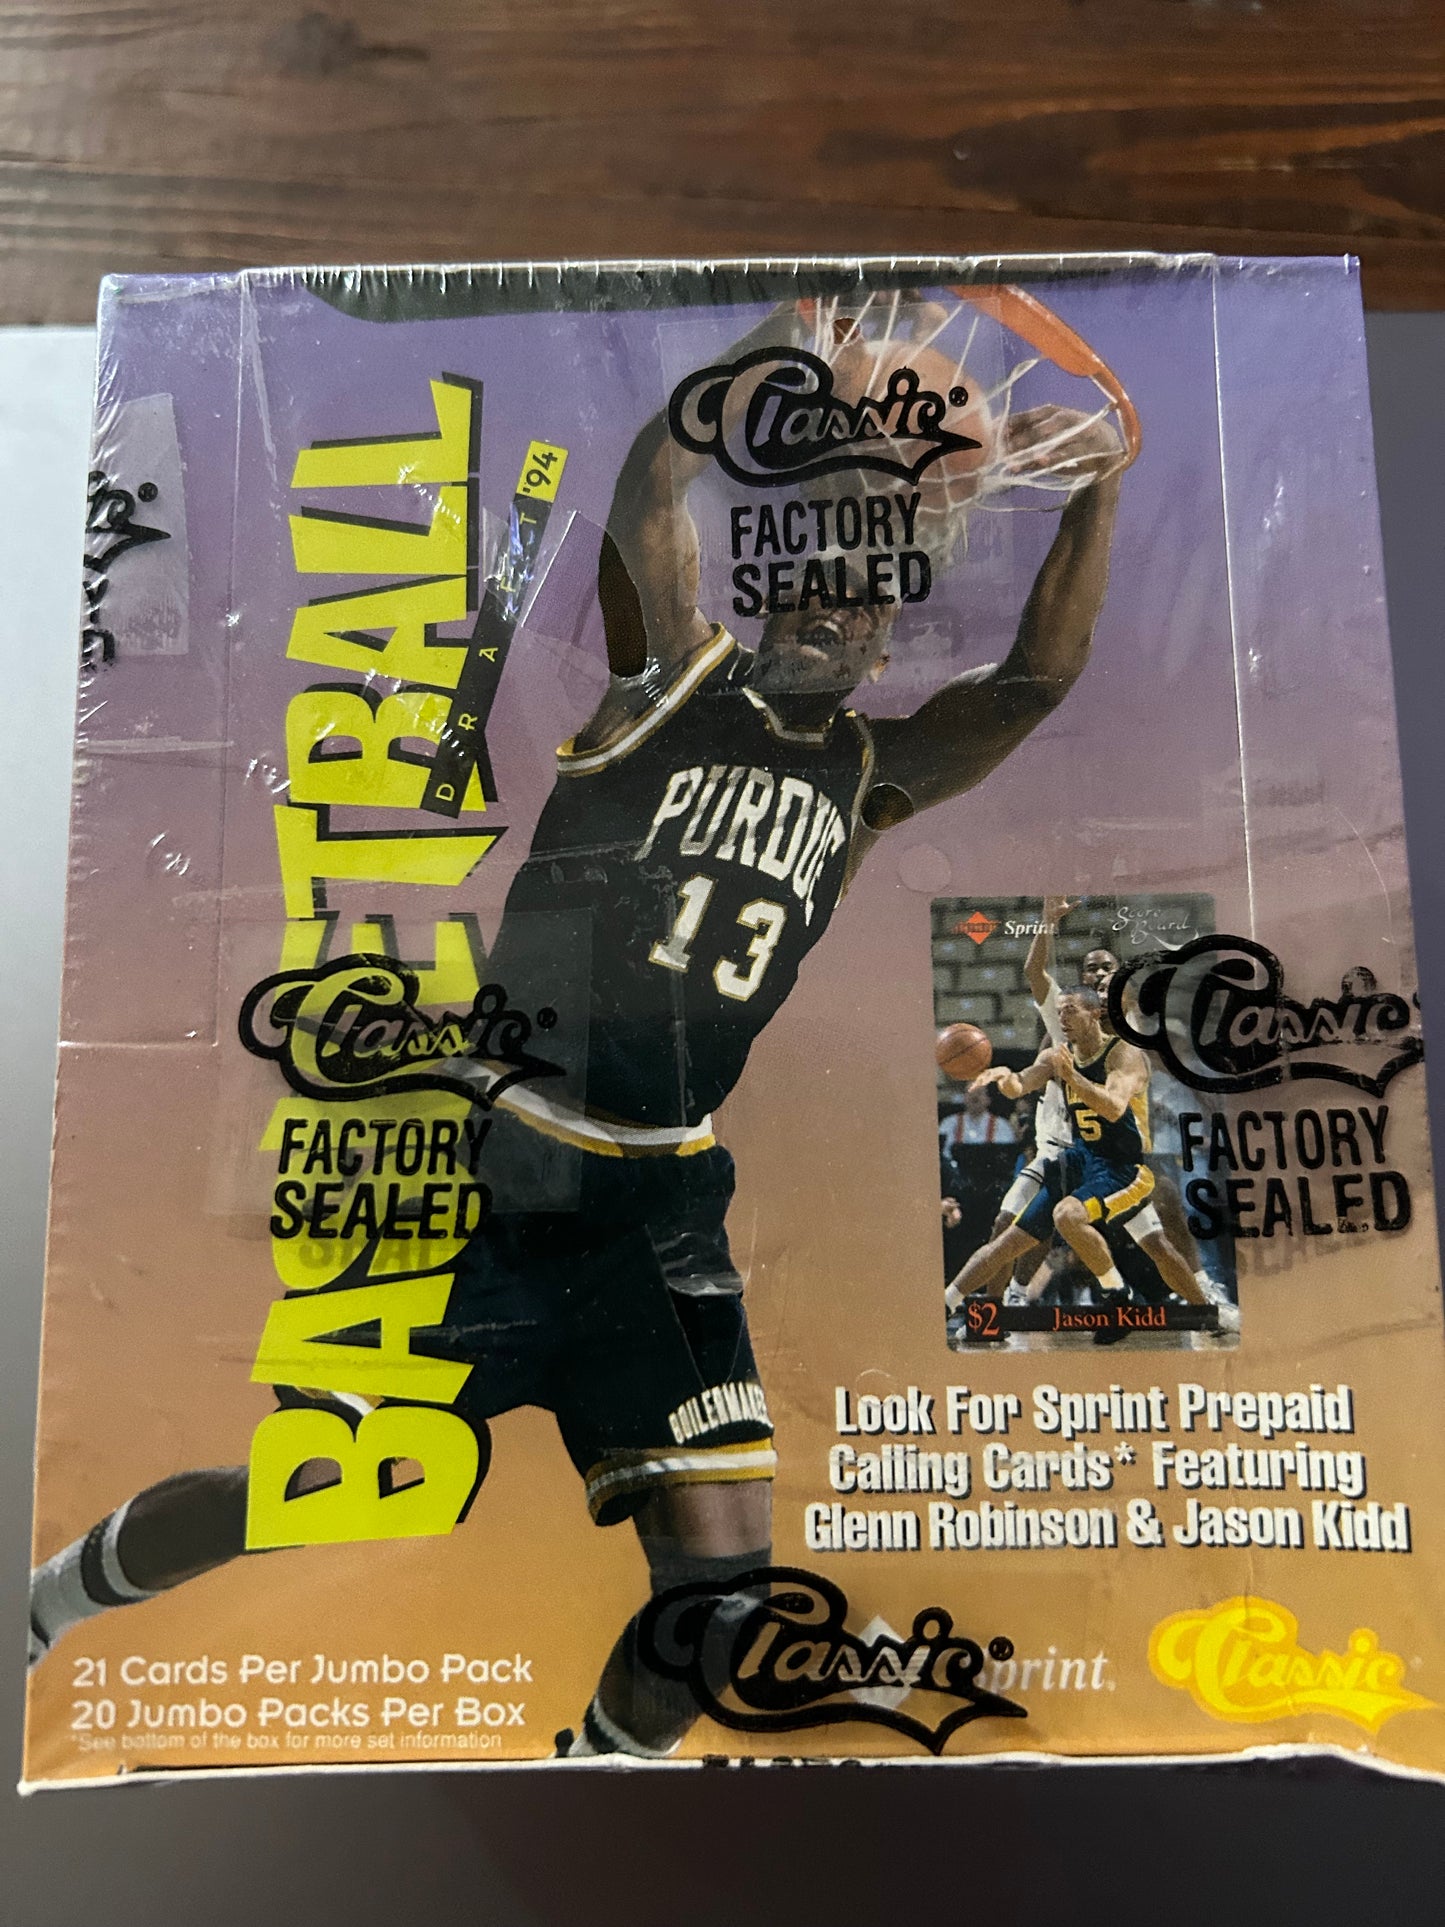 Classic®
FACTORY
SEALED
BASKETBALL
DRAFT '94
PURDUE
13
Sprint
Score Board
5
$2 Jason Kidd
Classic®
FACTORY
SEALED
Classic
FACTORY
SEALED
BOILERMAKERS
Look For Sprint Prepaid
Calling Cards* Featuring
Glenn Robinson & Jason Kidd
21 Cards Per Jumbo Pack
20 Jumbo Packs Per Box
*See bottom of the box for more set information
Classic®
Sprint.
Classic